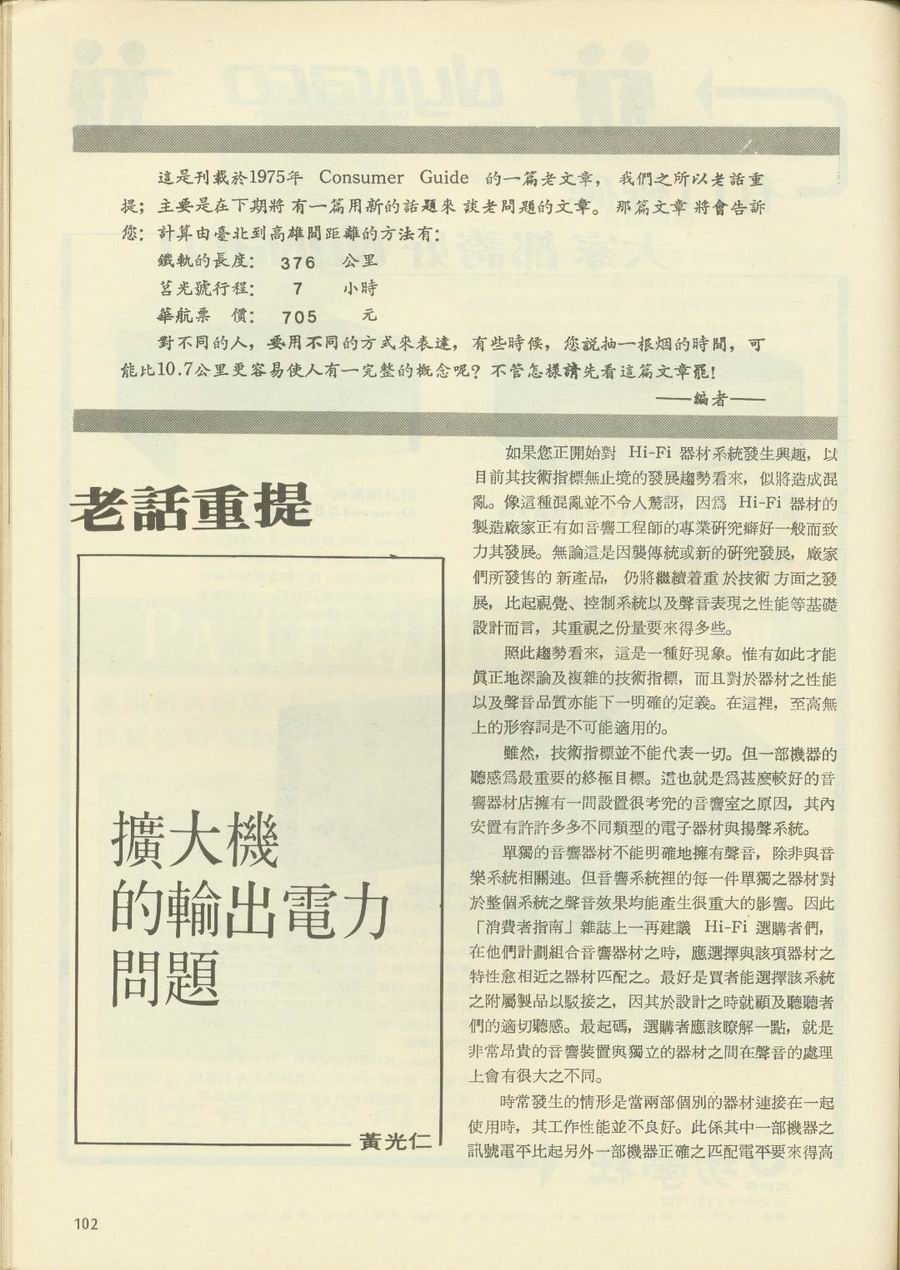 這是刊載於1975年 Consumer Guide 的一篇老文章，我們之所以老話重
提；主要是在下期將有一篇用新的話題來談老問題的文章。那篇文章將會告訴
您：計算由臺北到高雄間距離的方法有：
鐵軌的長度： 376 公里
莒光號行程： 7 小時
華航票 價： 705 元
對不同的人，要用不同的方式來表達，有些時候，您説抽一根烟的時間，可
能比10.7公里更容易使人有一完整的概念呢？不管怎樣請先看這篇文章罷！
——編者——
老話重提
擴大機
的輸出電力
問題
黃光仁
如果您正開始對 Hi-Fi 器材系統發生興趣，以
目前其技術指標無止境的發展趨勢看來，似將造成混
亂。像這種混亂並不令人驚訝，因爲 Hi-Fi 器材的
製造廠家正有如音響工程師的專業研究癖好一般而致
力其發展。無論這是因襲傳統或新的研究發展，廠家
們所發售的新產品，仍將繼續着重於技術方面之發
展，比起視覺、控制系統以及聲音表現之性能等基礎
設計而言，其重視之份量要來得多些。
照此趨勢看來，這是一種好現象。惟有如此才能
眞正地深論及複雜的技術指標，而且對於器材之性能
以及聲音品質亦能下一明確的定義。在這裡，至高無
上的形容詞是不可能適用的。
雖然，技術指標並不能代表一切。但一部機器的
聽感爲最重要的終極目標。這也就是爲甚麼較好的音
響器材店擁有一間設置很考究的音響室之原因，其內
安置有許許多多不同類型的電子器材與揚聲系統。
單獨的音響器材不能明確地擁有聲音，除非與音
樂系統相關連。但音響系統裡的每一件單獨之器材對
於整個系統之聲音效果均能產生很重大的影響。因此
「消費者指南」雜誌上一再建議 Hi-Fi 選購者們，
在他們計劃組合音響器材之時，應選擇與該項器材之
特性愈相近之器材匹配之。最好是買者能選擇該系統
之附屬製品以駁接之，因其於設計之時就顧及聽聽者
們的適切聽感。最起碼，選購者應該瞭解一點，就是
非常昂貴的音響裝置與獨立的器材之間在聲音的處理
上會有很大之不同。
時常發生的情形是當兩部個別的器材連接在一起
使用時，其工作性能並不良好。此係其中一部機器之
訊號電平比起另外一部機器正確之匹配電平要來得高
102